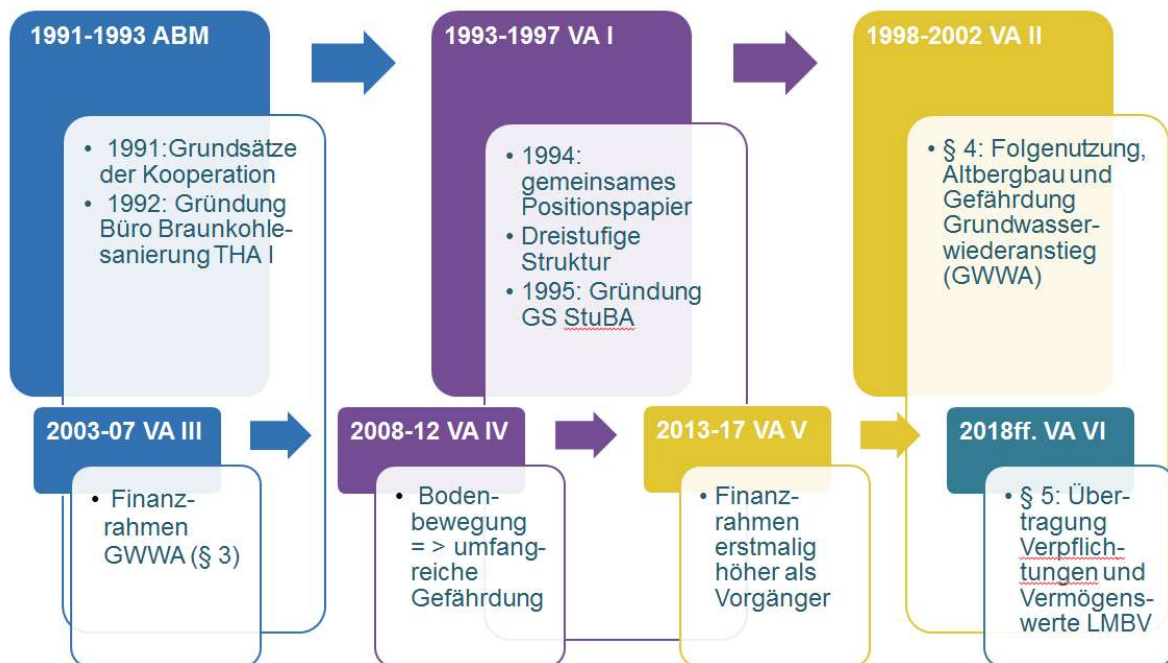 1991-1993 ABM
• 1991:Grundsätze
der Kooperation
• 1992: Gründung
Büro Braunkohle-
sanierung THA I
1993-1997 VA I
• 1994:
gemeinsames
Positionspapier
• Dreistufige
Struktur
• 1995: Gründung
GS StuBA
1998-2002 VA II
• § 4: Folgenutzung,
Altbergbau und
Gefährdung
Grundwasser-
wiederanstieg
(GWWA)
2003-07 VA III
• Finanz-
rahmen
GWWA (§ 3)
2008-12 VA IV
• Boden-
bewegung
= > umfang-
reiche
Gefährdung
2013-17 VA V
• Finanz-
rahmen
erstmalig
höher als
Vorgänger
2018ff. VA VI
• § 5: Über-
tragung
Verpflich-
tungen und
Vermögens-
werte LMBV